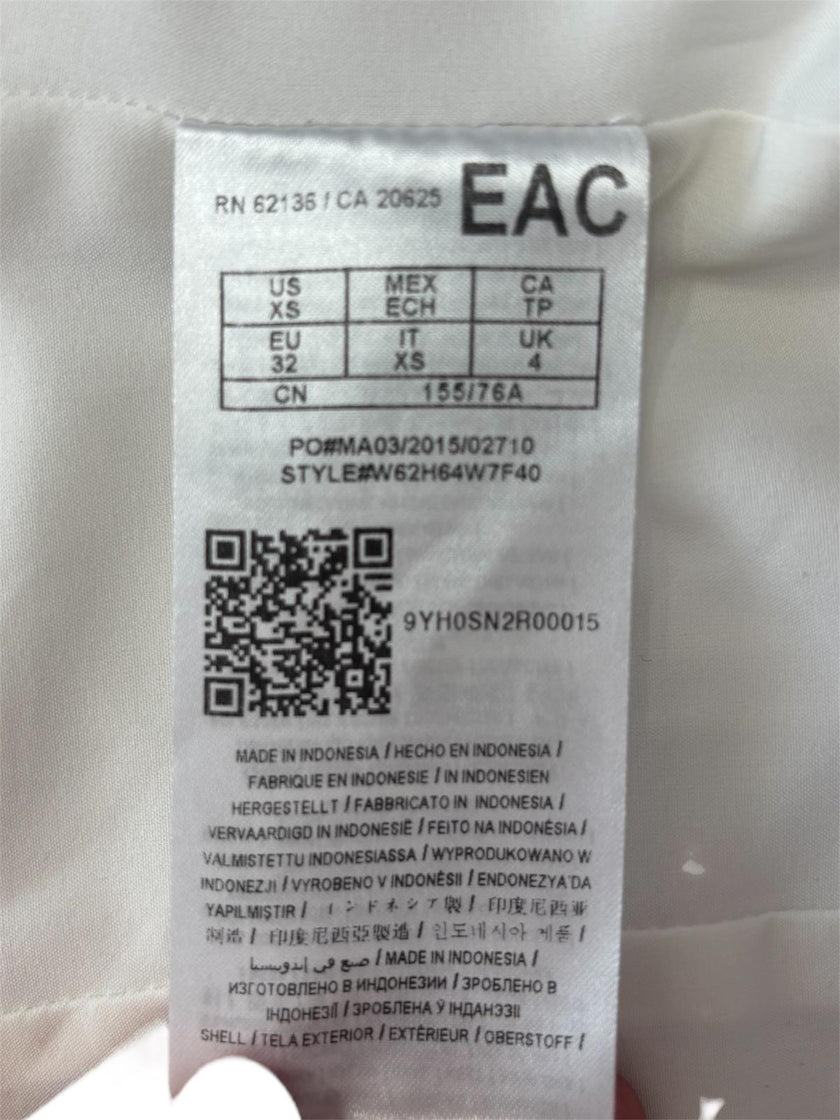 RN 62136 / CA 20625 EAC
US MEX CA
XS ECH TP
EU IT UK
32 XS 4
CN 155/76A
PO#MA03/2015/02710
STYLE#W62H64W7F40
9YH0SN2R00015
MADE IN INDONESIA / HECHO EN INDONESIA /
FABRIQUE EN INDONESIE / IN INDONESIEN
HERGESTELLT / FABBRICATO IN INDONESIA /
VERVAARDIGD IN INDONESIË / FEITO NA INDONÉSIA /
VALMISTETTU INDONESIASSA / WYPRODUKOWANO W
INDONEZJI / VYROBENO V INDONÉSII / ENDONEZYA'DA
YAPILMIŞTIR / インドネシア製 / 印度尼西亚
制造 / 印度尼西亞製造 / 인도네시아 제품 /
صنع في إندونيسيا / MADE IN INDONESIA /
ИЗГОТОВЛЕНО В ИНДОНЕЗИИ / ЗРОБЛЕНО В
ІНДОНЕЗІЇ / ЗРОБЛЕНА Ў ІНДАНЭЗІІ
SHELL / TELA EXTERIOR / EXTÉRIEUR / OBERSTOFF /